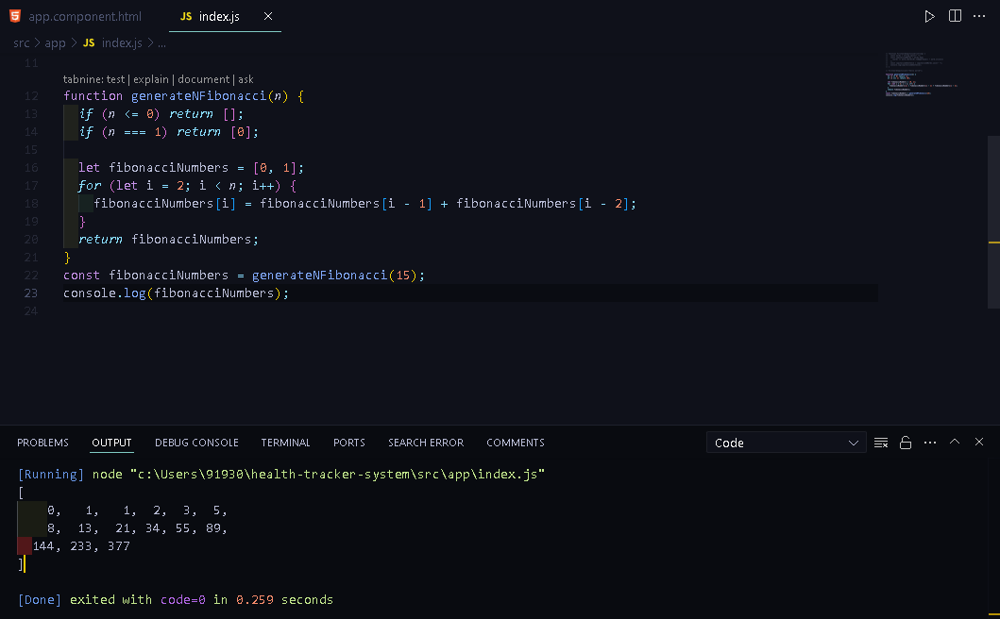 app.component.html JS index.js
src > app > JS index.js > ...
11
tabnine: test | explain | document | ask
12 function generateNFibonacci(n) {
13 if (n <= 0) return [];
14 if (n === 1) return [0];
15
16 let fibonacciNumbers = [0, 1];
17 for (let i = 2; i < n; i++) {
18 fibonacciNumbers[i] = fibonacciNumbers[i - 1] + fibonacciNumbers[i - 2];
19 }
20 return fibonacciNumbers;
21 }
22 const fibonacciNumbers = generateNFibonacci(15);
23 console.log(fibonacciNumbers);
24
PROBLEMS OUTPUT DEBUG CONSOLE TERMINAL PORTS SEARCH ERROR COMMENTS Code
[Running] node "c:\Users\91930\health-tracker-system\src\app\index.js"
[
0, 1, 1, 2, 3, 5,
8, 13, 21, 34, 55, 89,
144, 233, 377
]
[Done] exited with code=0 in 0.259 seconds